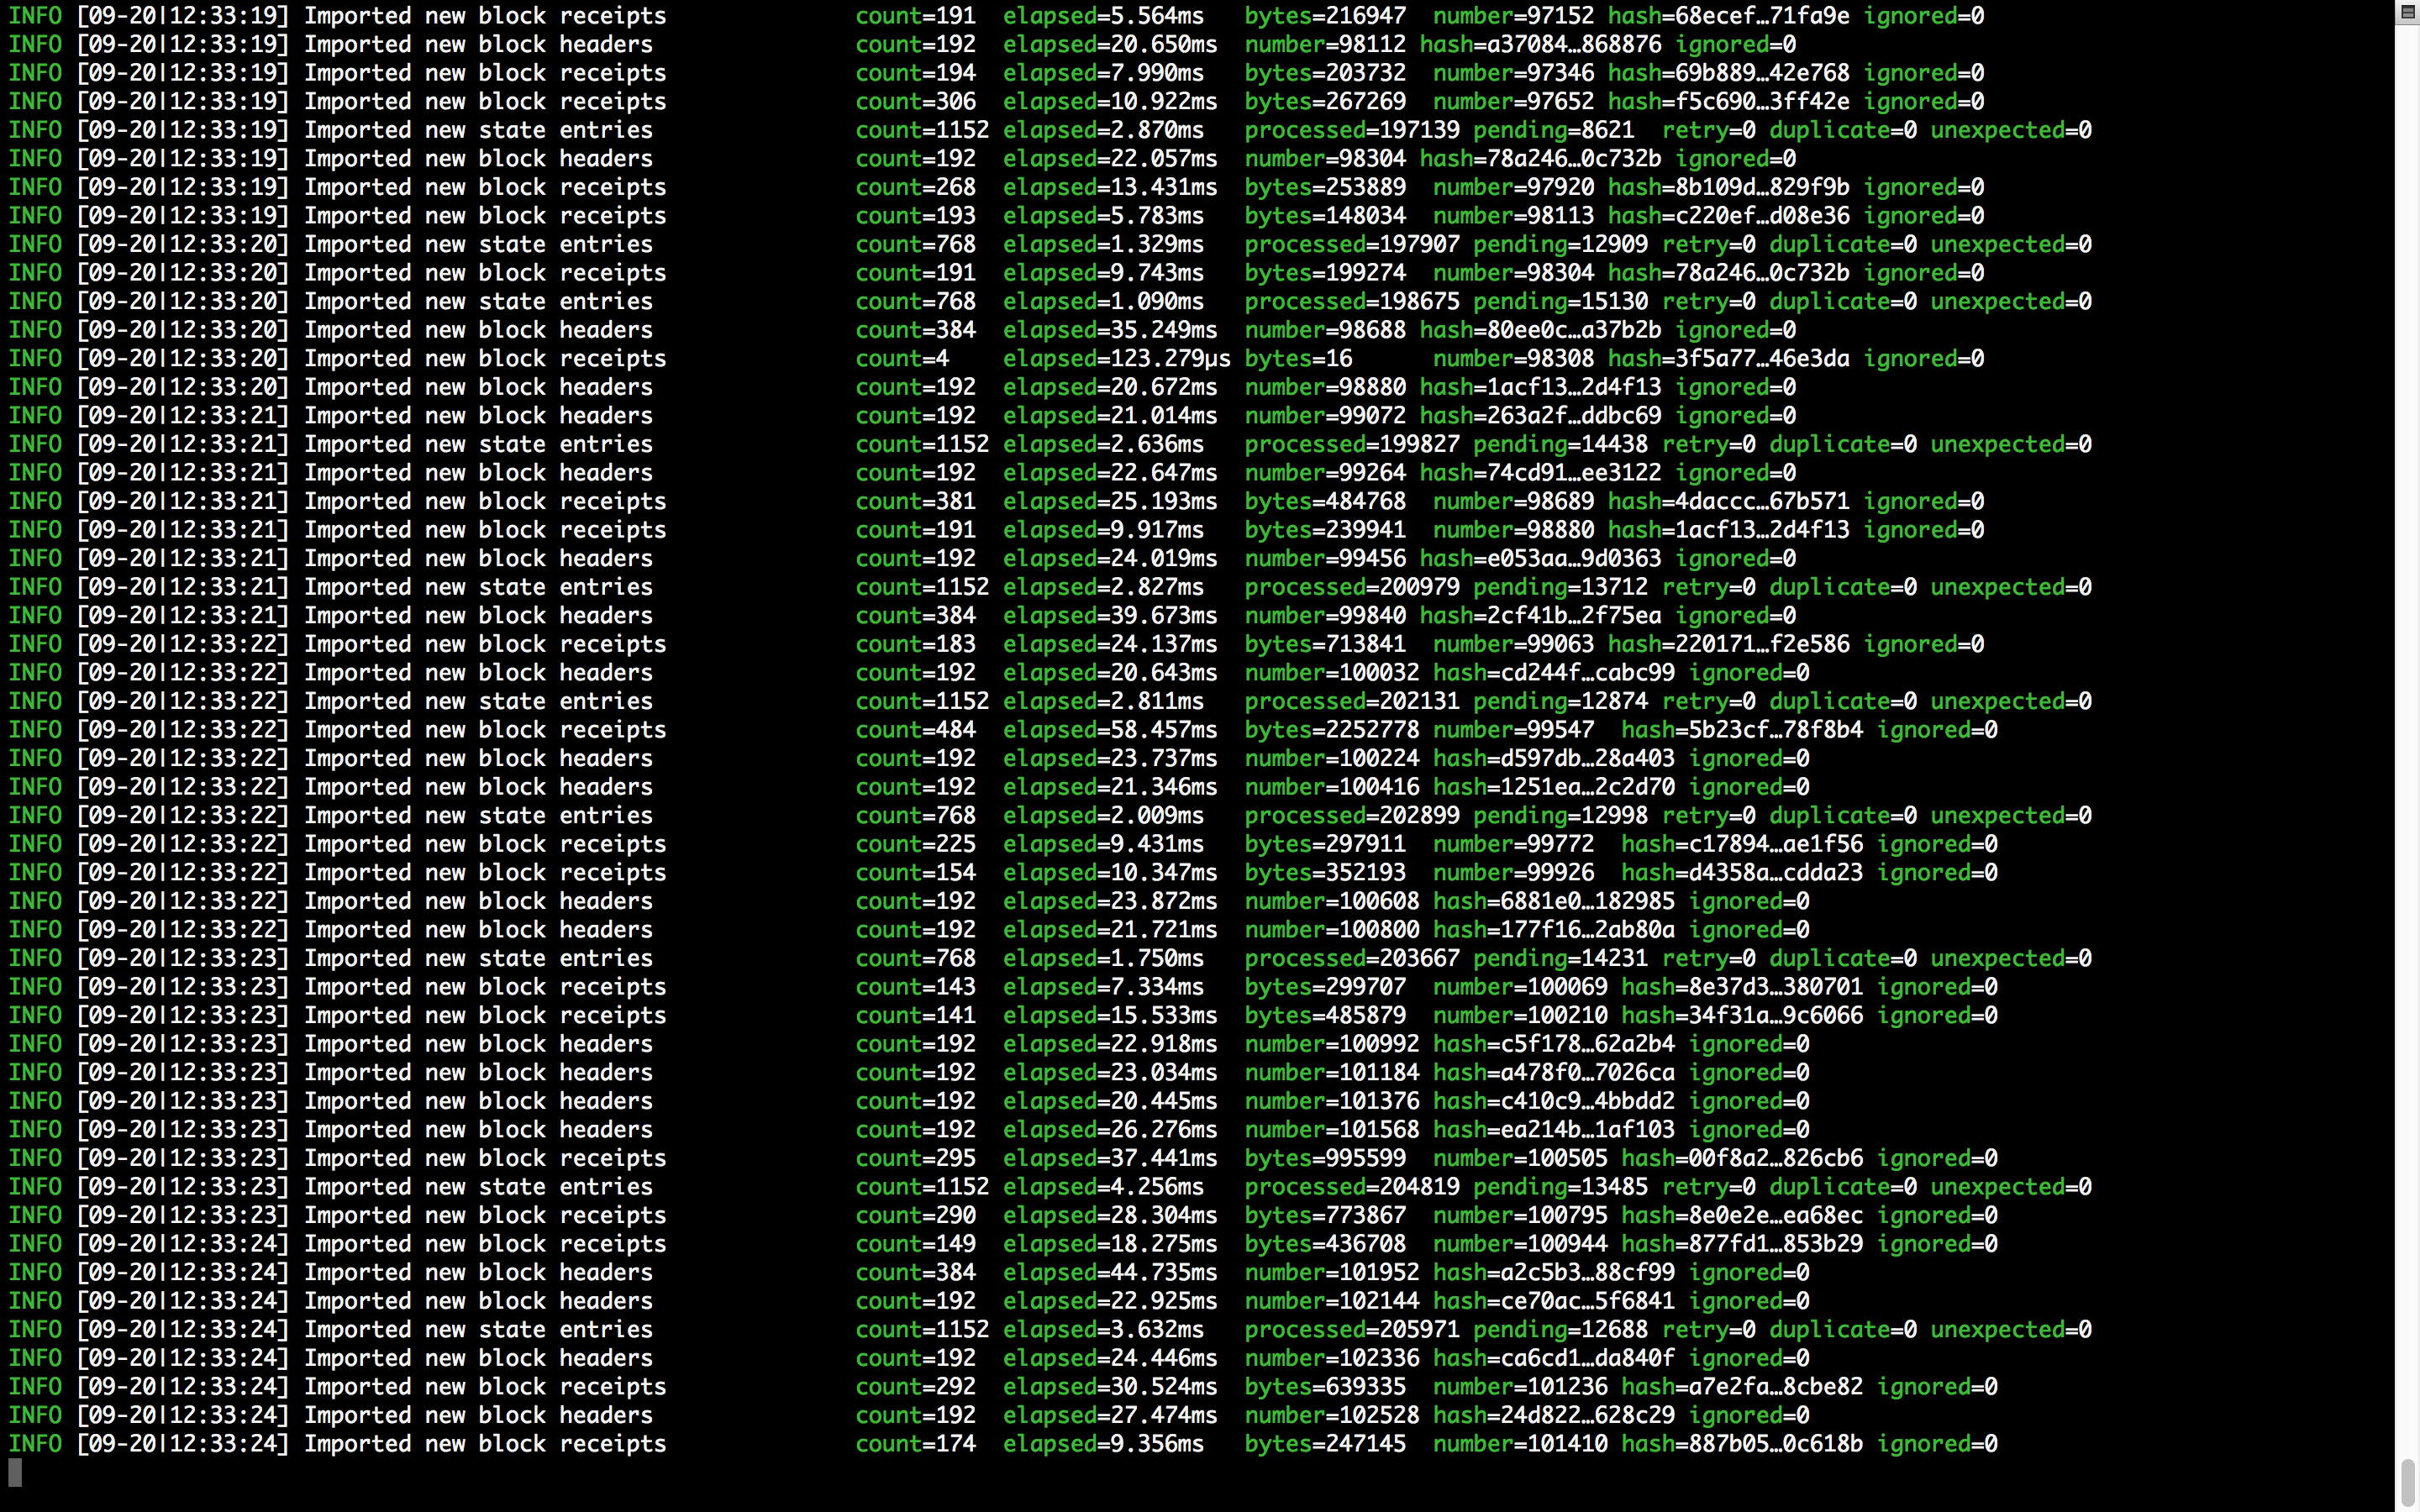 INFO [09-20|12:33:19] Imported new block receipts count=191 elapsed=5.564ms bytes=216947 number=97152 hash=68ecef…71fa9e ignored=0
INFO [09-20|12:33:19] Imported new block headers count=192 elapsed=20.650ms number=98112 hash=a37084…868876 ignored=0
INFO [09-20|12:33:19] Imported new block receipts count=194 elapsed=7.990ms bytes=203732 number=97346 hash=69b889…42e768 ignored=0
INFO [09-20|12:33:19] Imported new block receipts count=306 elapsed=10.922ms bytes=267269 number=97652 hash=f5c690…3ff42e ignored=0
INFO [09-20|12:33:19] Imported new state entries count=1152 elapsed=2.870ms processed=197139 pending=8621 retry=0 duplicate=0 unexpected=0
INFO [09-20|12:33:19] Imported new block headers count=192 elapsed=22.057ms number=98304 hash=78a246…0c732b ignored=0
INFO [09-20|12:33:19] Imported new block receipts count=268 elapsed=13.431ms bytes=253889 number=97920 hash=8b109d…829f9b ignored=0
INFO [09-20|12:33:19] Imported new block receipts count=193 elapsed=5.783ms bytes=148034 number=98113 hash=c220ef…d08e36 ignored=0
INFO [09-20|12:33:20] Imported new state entries count=768 elapsed=1.329ms processed=197907 pending=12909 retry=0 duplicate=0 unexpected=0
INFO [09-20|12:33:20] Imported new block receipts count=191 elapsed=9.743ms bytes=199274 number=98304 hash=78a246…0c732b ignored=0
INFO [09-20|12:33:20] Imported new state entries count=768 elapsed=1.090ms processed=198675 pending=15130 retry=0 duplicate=0 unexpected=0
INFO [09-20|12:33:20] Imported new block headers count=384 elapsed=35.249ms number=98688 hash=80ee0c…a37b2b ignored=0
INFO [09-20|12:33:20] Imported new block receipts count=4 elapsed=123.279µs bytes=16 number=98308 hash=3f5a77…46e3da ignored=0
INFO [09-20|12:33:20] Imported new block headers count=192 elapsed=20.672ms number=98880 hash=1acf13…2d4f13 ignored=0
INFO [09-20|12:33:21] Imported new block headers count=192 elapsed=21.014ms number=99072 hash=263a2f…ddbc69 ignored=0
INFO [09-20|12:33:21] Imported new state entries count=1152 elapsed=2.636ms processed=199827 pending=14438 retry=0 duplicate=0 unexpected=0
INFO [09-20|12:33:21] Imported new block headers count=192 elapsed=22.647ms number=99264 hash=74cd91…ee3122 ignored=0
INFO [09-20|12:33:21] Imported new block receipts count=381 elapsed=25.193ms bytes=484768 number=98689 hash=4daccc…67b571 ignored=0
INFO [09-20|12:33:21] Imported new block receipts count=191 elapsed=9.917ms bytes=239941 number=98880 hash=1acf13…2d4f13 ignored=0
INFO [09-20|12:33:21] Imported new block headers count=192 elapsed=24.019ms number=99456 hash=e053aa…9d0363 ignored=0
INFO [09-20|12:33:21] Imported new state entries count=1152 elapsed=2.827ms processed=200979 pending=13712 retry=0 duplicate=0 unexpected=0
INFO [09-20|12:33:21] Imported new block headers count=384 elapsed=39.673ms number=99840 hash=2cf41b…2f75ea ignored=0
INFO [09-20|12:33:22] Imported new block receipts count=183 elapsed=24.137ms bytes=713841 number=99063 hash=220171…f2e586 ignored=0
INFO [09-20|12:33:22] Imported new block headers count=192 elapsed=20.643ms number=100032 hash=cd244f…cabc99 ignored=0
INFO [09-20|12:33:22] Imported new state entries count=1152 elapsed=2.811ms processed=202131 pending=12874 retry=0 duplicate=0 unexpected=0
INFO [09-20|12:33:22] Imported new block receipts count=484 elapsed=58.457ms bytes=2252778 number=99547 hash=5b23cf…78f8b4 ignored=0
INFO [09-20|12:33:22] Imported new block headers count=192 elapsed=23.737ms number=100224 hash=d597db…28a403 ignored=0
INFO [09-20|12:33:22] Imported new block headers count=192 elapsed=21.346ms number=100416 hash=1251ea…2c2d70 ignored=0
INFO [09-20|12:33:22] Imported new state entries count=768 elapsed=2.009ms processed=202899 pending=12998 retry=0 duplicate=0 unexpected=0
INFO [09-20|12:33:22] Imported new block receipts count=225 elapsed=9.431ms bytes=297911 number=99772 hash=c17894…ae1f56 ignored=0
INFO [09-20|12:33:22] Imported new block receipts count=154 elapsed=10.347ms bytes=352193 number=99926 hash=d4358a…cdda23 ignored=0
INFO [09-20|12:33:22] Imported new block headers count=192 elapsed=23.872ms number=100608 hash=6881e0…182985 ignored=0
INFO [09-20|12:33:22] Imported new block headers count=192 elapsed=21.721ms number=100800 hash=177f16…2ab80a ignored=0
INFO [09-20|12:33:23] Imported new state entries count=768 elapsed=1.750ms processed=203667 pending=14231 retry=0 duplicate=0 unexpected=0
INFO [09-20|12:33:23] Imported new block receipts count=143 elapsed=7.334ms bytes=299707 number=100069 hash=8e37d3…380701 ignored=0
INFO [09-20|12:33:23] Imported new block receipts count=141 elapsed=15.533ms bytes=485879 number=100210 hash=34f31a…9c6066 ignored=0
INFO [09-20|12:33:23] Imported new block headers count=192 elapsed=22.918ms number=100992 hash=c5f178…62a2b4 ignored=0
INFO [09-20|12:33:23] Imported new block headers count=192 elapsed=23.034ms number=101184 hash=a478f0…7026ca ignored=0
INFO [09-20|12:33:23] Imported new block headers count=192 elapsed=20.445ms number=101376 hash=c410c9…4bbdd2 ignored=0
INFO [09-20|12:33:23] Imported new block headers count=192 elapsed=26.276ms number=101568 hash=ea214b…1af103 ignored=0
INFO [09-20|12:33:23] Imported new block receipts count=295 elapsed=37.441ms bytes=995599 number=100505 hash=00f8a2…826cb6 ignored=0
INFO [09-20|12:33:23] Imported new state entries count=1152 elapsed=4.256ms processed=204819 pending=13485 retry=0 duplicate=0 unexpected=0
INFO [09-20|12:33:23] Imported new block receipts count=290 elapsed=28.304ms bytes=773867 number=100795 hash=8e0e2e…ea68ec ignored=0
INFO [09-20|12:33:24] Imported new block receipts count=149 elapsed=18.275ms bytes=436708 number=100944 hash=877fd1…853b29 ignored=0
INFO [09-20|12:33:24] Imported new block headers count=384 elapsed=44.735ms number=101952 hash=a2c5b3…88cf99 ignored=0
INFO [09-20|12:33:24] Imported new block headers count=192 elapsed=22.925ms number=102144 hash=ce70ac…5f6841 ignored=0
INFO [09-20|12:33:24] Imported new state entries count=1152 elapsed=3.632ms processed=205971 pending=12688 retry=0 duplicate=0 unexpected=0
INFO [09-20|12:33:24] Imported new block headers count=192 elapsed=24.446ms number=102336 hash=ca6cd1…da840f ignored=0
INFO [09-20|12:33:24] Imported new block receipts count=292 elapsed=30.524ms bytes=639335 number=101236 hash=a7e2fa…8cbe82 ignored=0
INFO [09-20|12:33:24] Imported new block headers count=192 elapsed=27.474ms number=102528 hash=24d822…628c29 ignored=0
INFO [09-20|12:33:24] Imported new block receipts count=174 elapsed=9.356ms bytes=247145 number=101410 hash=887b05…0c618b ignored=0